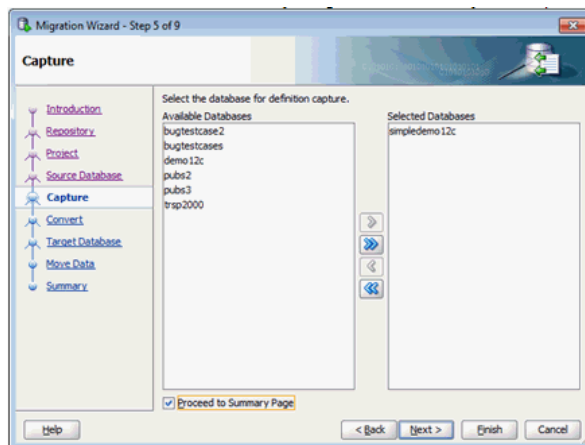 Migration Wizard - Step 5 of 9
Capture
Introduction
Repository
Project
Source Database
Capture
Convert
Target Database
Move Data
Summary
Select the database for definition capture.
Available Databases
bugtestcase2
bugtestcases
demo12c
pubs2
pubs3
trsp2000
Selected Databases
simpledemo12c
Proceed to Summary Page
Help
< Back
Next >
Finish
Cancel